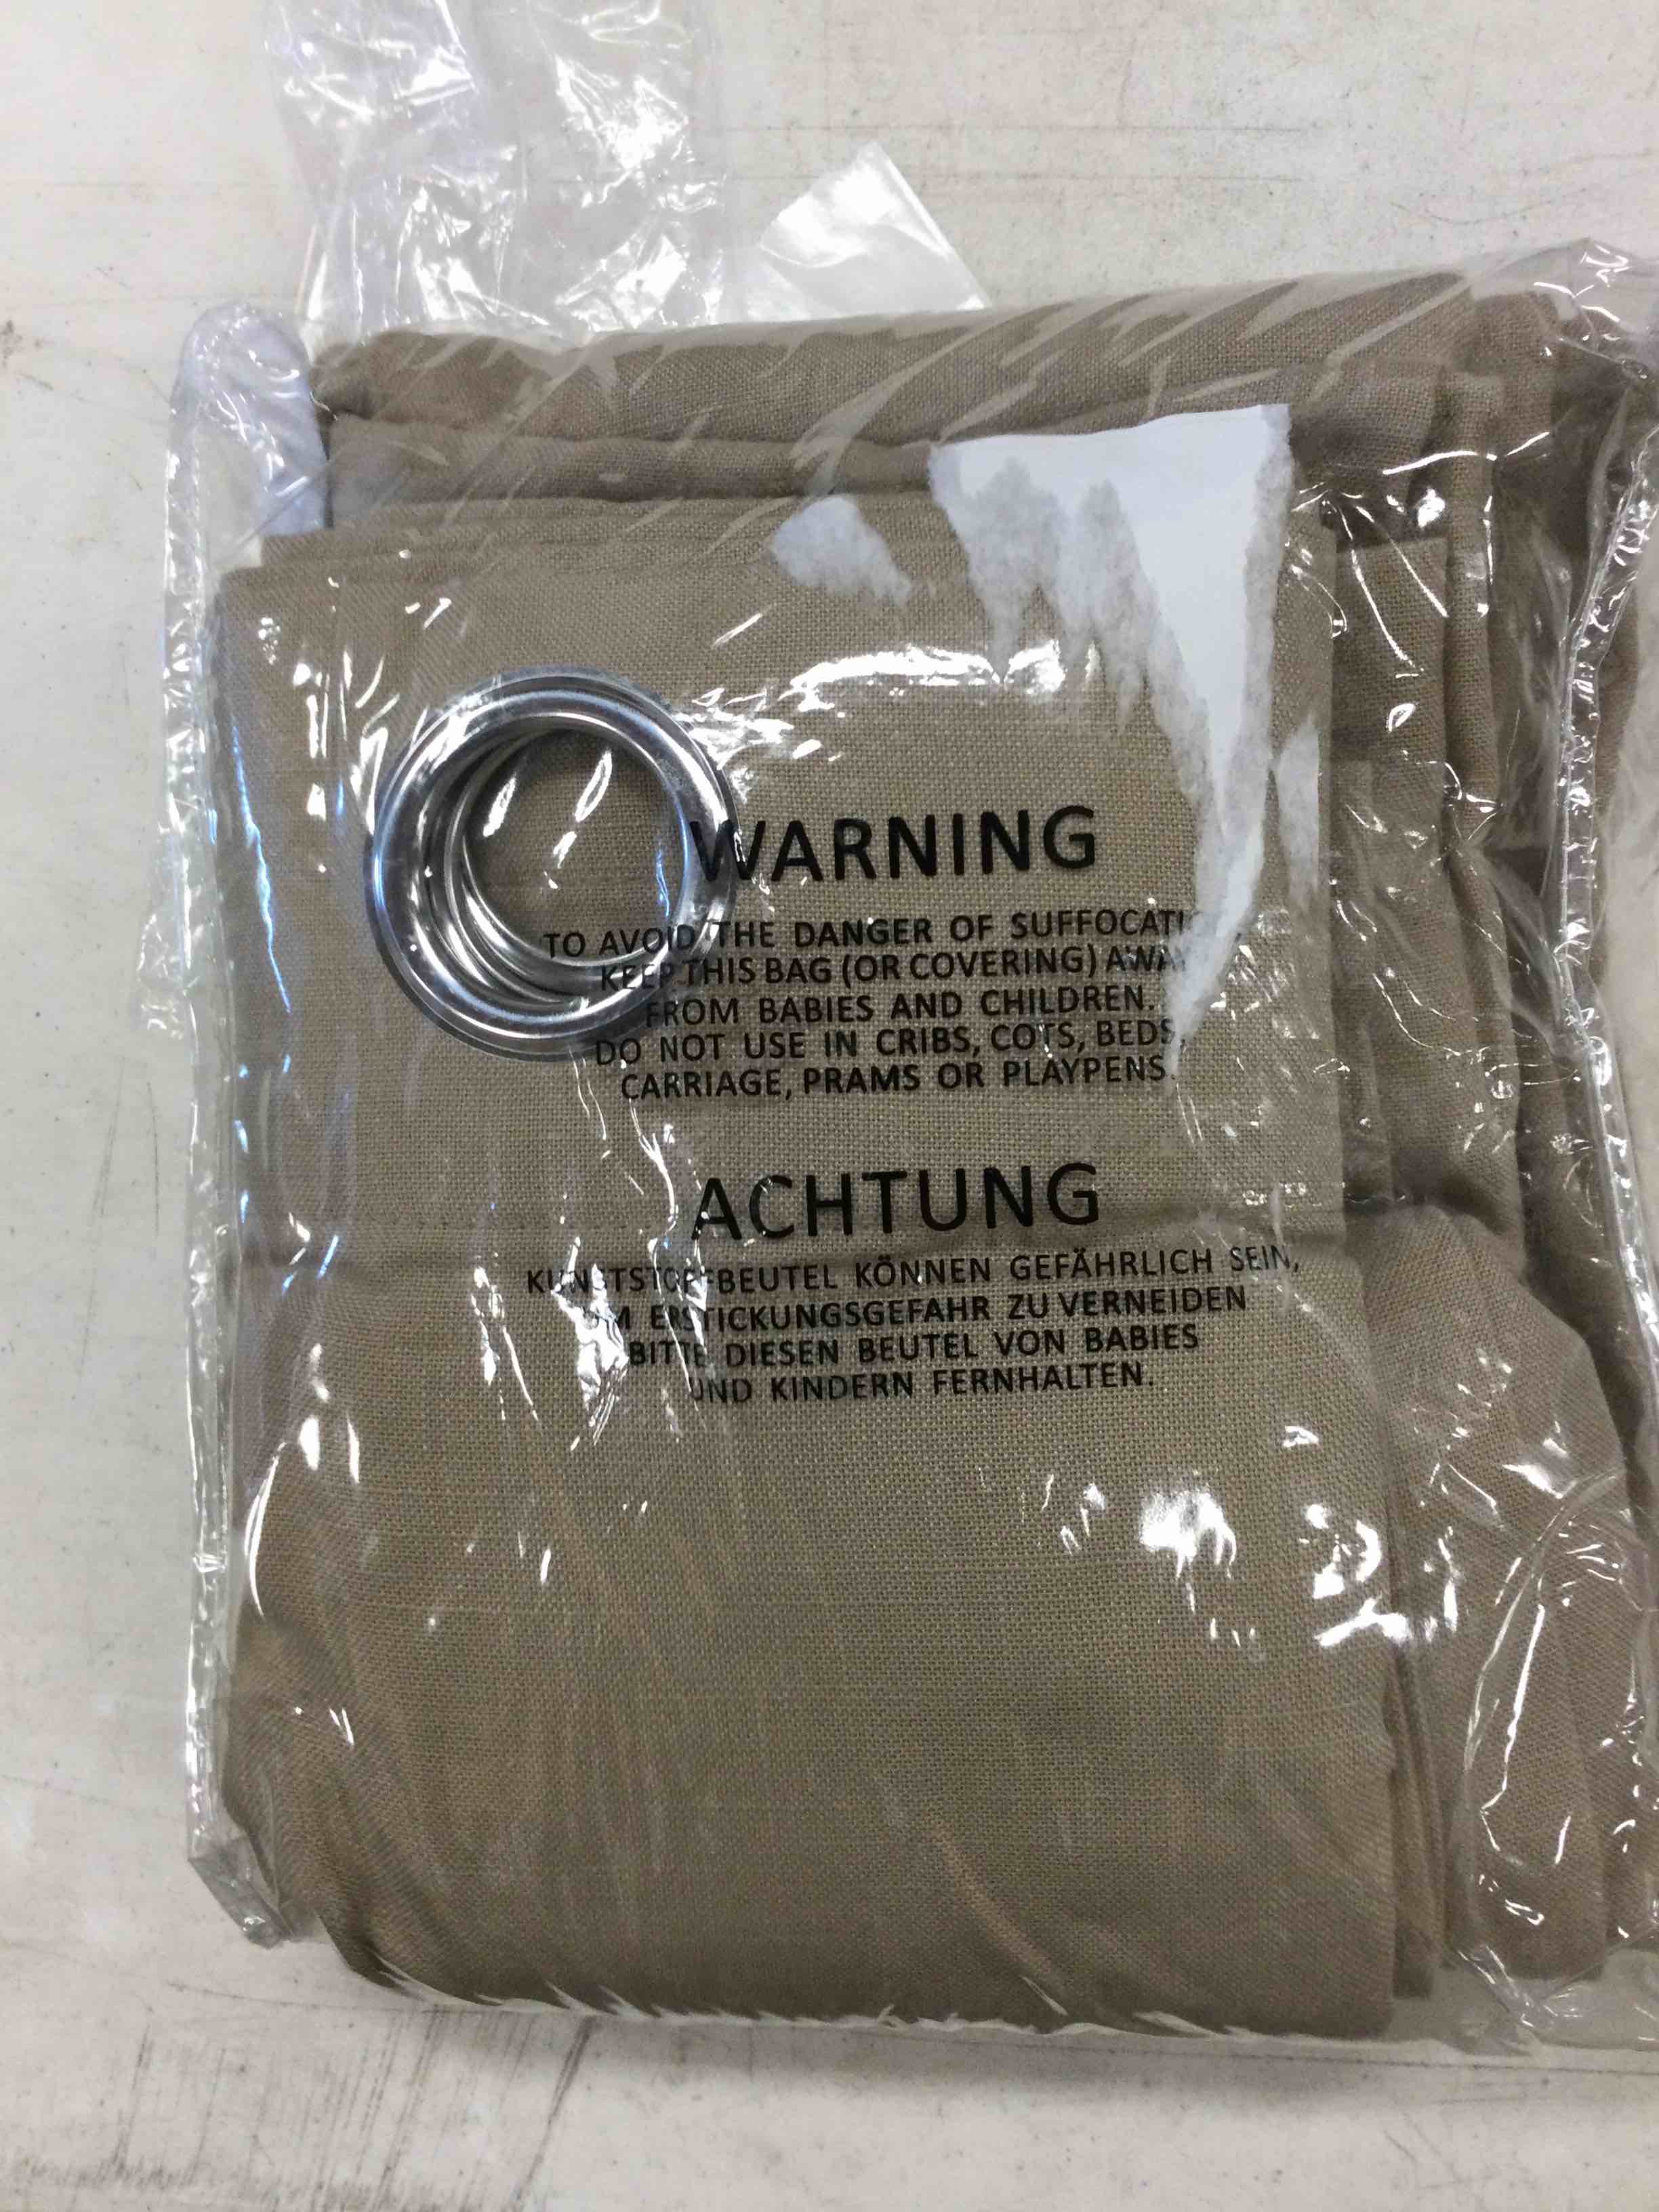 WARNING
TO AVOID THE DANGER OF SUFFOCATI
KEEP THIS BAG (OR COVERING) AWAY
FROM BABIES AND CHILDREN.
DO NOT USE IN CRIBS, COTS, BEDS,
CARRIAGE, PRAMS OR PLAYPENS.
ACHTUNG
KUNSTSTOFFBEUTEL KÖNNEN GEFÄHRLICH SEIN,
UM ERSTICKUNGSGEFAHR ZU VERNEIDEN
BITTE DIESEN BEUTEL VON BABIES
UND KINDERN FERNHALTEN.